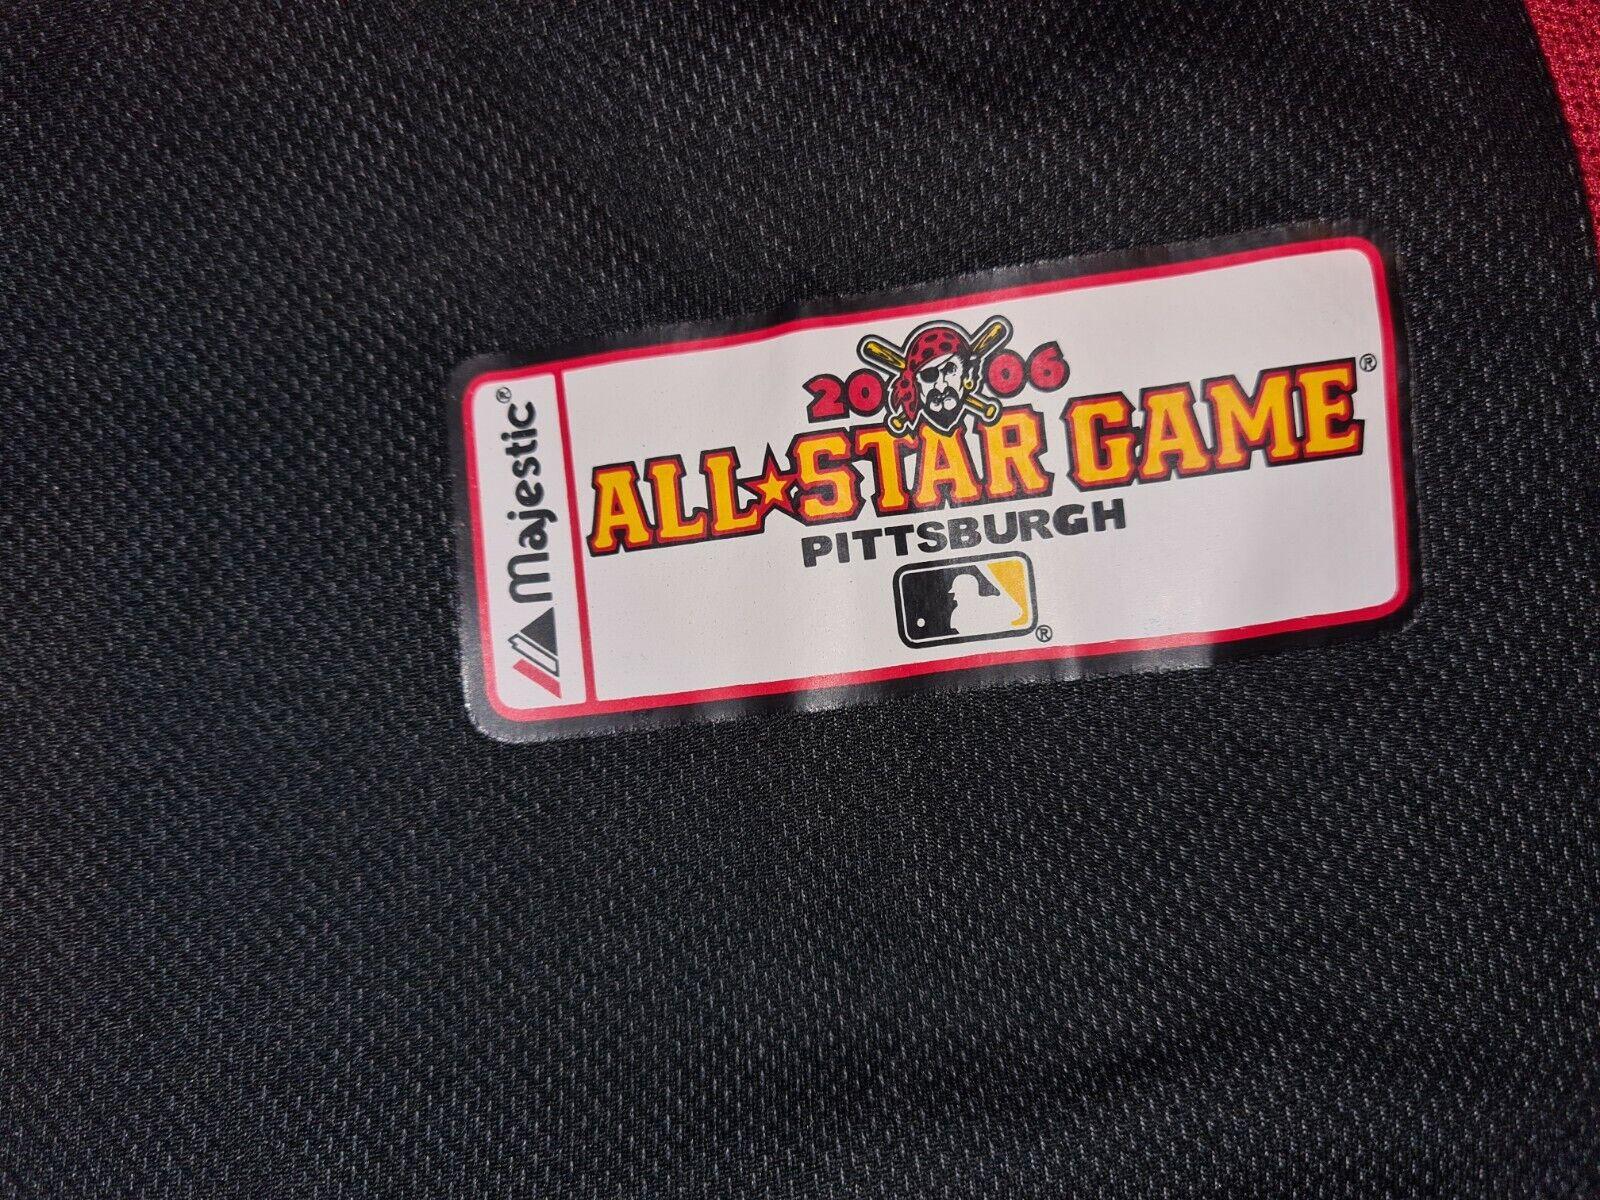 Majestic®
2006
ALL★STAR GAME®
PITTSBURGH
®